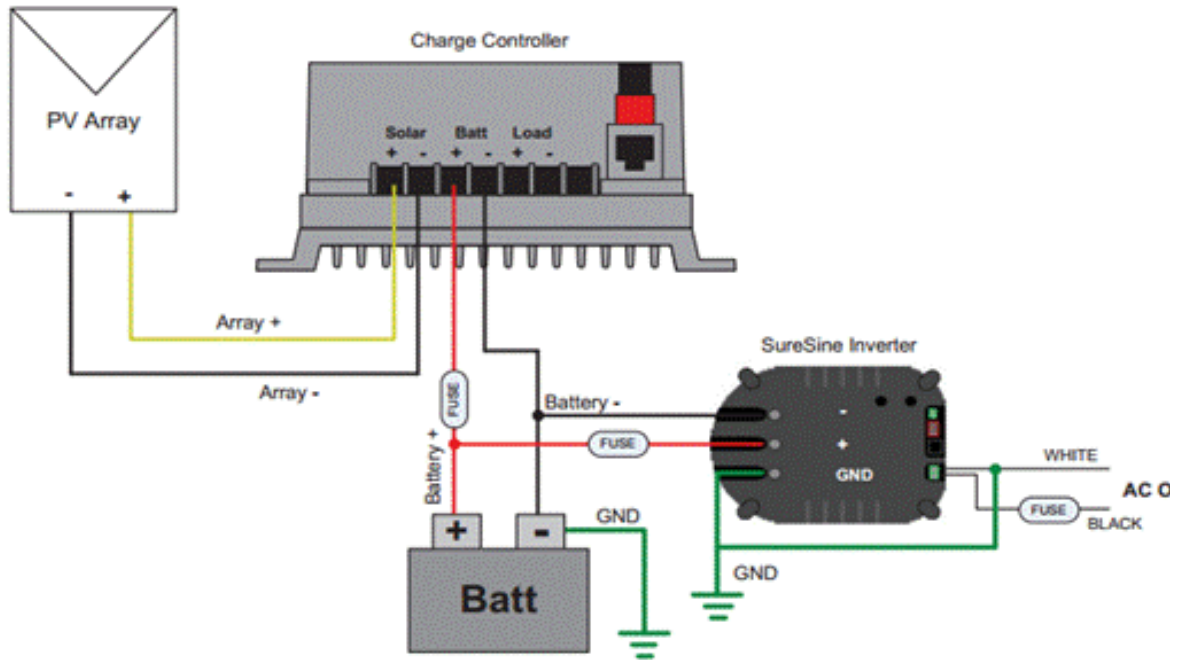 Charge Controller
PV Array
- +
Solar Batt Load
+ - + - + -
Array +
Array -
SureSine Inverter
FUSE
Battery -
-
Battery +
FUSE
+
GND
WHITE
AC O
FUSE
BLACK
GND
+ -
GND
Batt